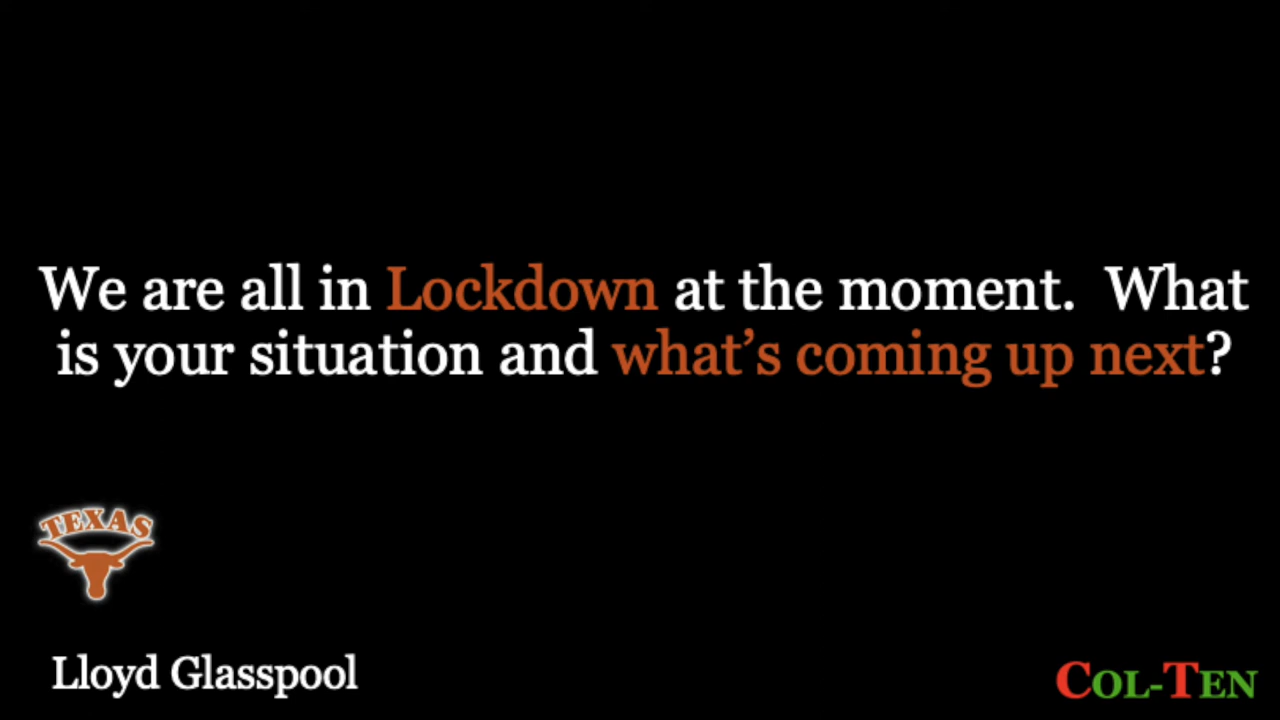 We are all in Lockdown at the moment.  What
is your situation and what’s coming up next?
TEXAS
Lloyd Glasspool
COL-TEN